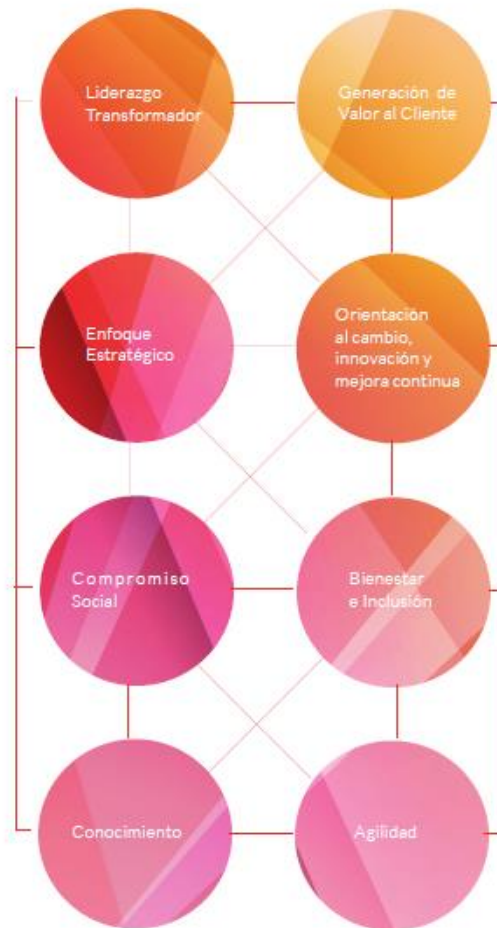 Liderazgo
Transformador
Generación de
Valor al Cliente
Enfoque
Estratégico
Orientación
al cambio,
innovación y
mejora continua
Compromiso
Social
Bienestar
e Inclusión
Conocimiento
Agilidad